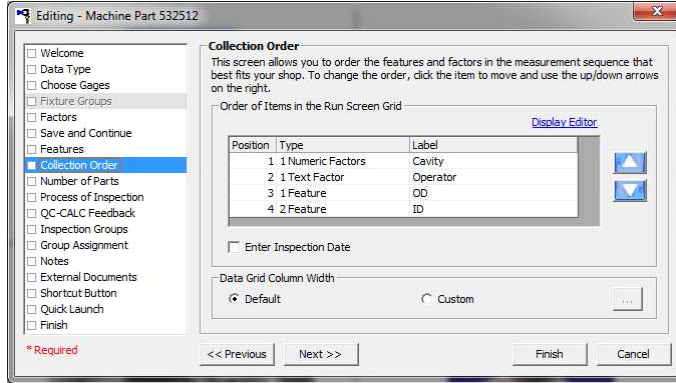 Editing - Machine Part 532512
Welcome
Data Type
Choose Gages
Fixture Groups
Factors
Save and Continue
Features
Collection Order
Number of Parts
Process of Inspection
QC-CALC Feedback
Inspection Groups
Group Assignment
Notes
External Documents
Shortcut Button
Quick Launch
Finish
* Required
Collection Order
This screen allows you to order the features and factors in the measurement sequence that
best fits your shop. To change the order, click the item to move and use the up/down arrows
on the right.
Order of Items in the Run Screen Grid
Display Editor
Position Type Label
1 1 Numeric Factors Cavity
2 1 Text Factor Operator
3 1 Feature OD
4 2 Feature ID
Enter Inspection Date
Data Grid Column Width
Default Custom ...
<< Previous Next >> Finish Cancel